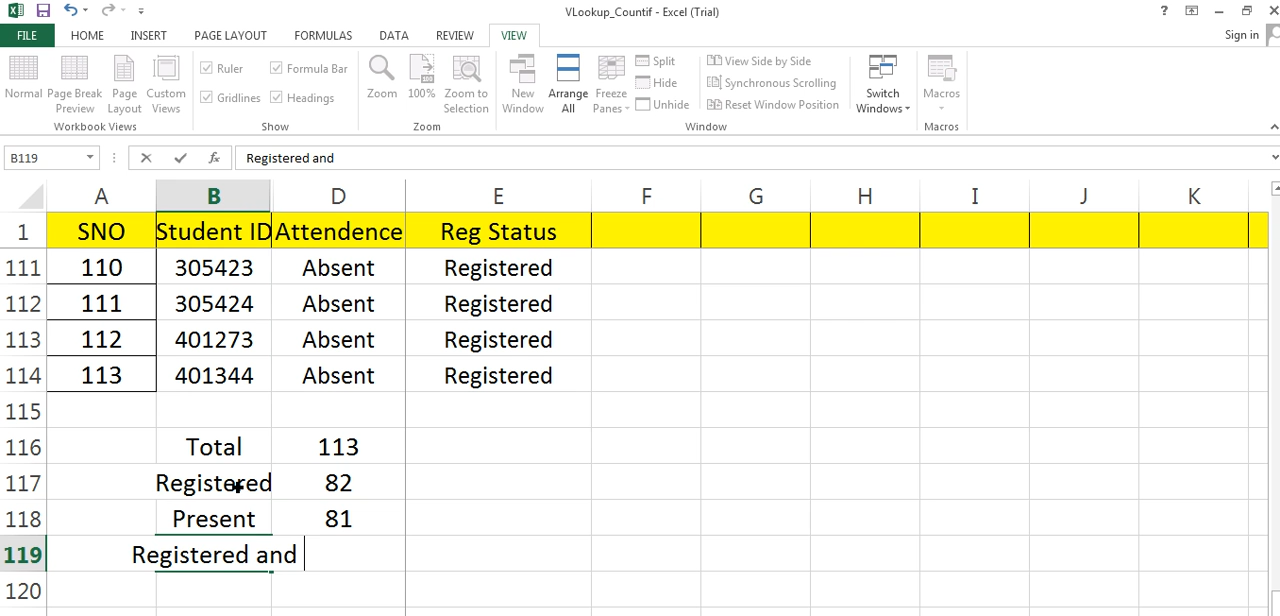 VLookup_Countif - Excel (Trial)
?
FILE HOME INSERT PAGE LAYOUT FORMULAS DATA REVIEW VIEW Sign in
Normal
Page Break Preview
Page Layout
Custom Views
Workbook Views
Ruler
Formula Bar
Gridlines
Headings
Show
Zoom
100%
Zoom to Selection
Zoom
New Window
Arrange All
Freeze Panes
Split
Hide
Unhide
View Side by Side
Synchronous Scrolling
Reset Window Position
Switch Windows
Window
Macros
Macros
B119 fx Registered and
A B D E F G H I J K
1 SNO Student ID Attendence Reg Status
111 110 305423 Absent Registered
112 111 305424 Absent Registered
113 112 401273 Absent Registered
114 113 401344 Absent Registered
115
116 Total 113
117 Registered 82
118 Present 81
119 Registered and
120